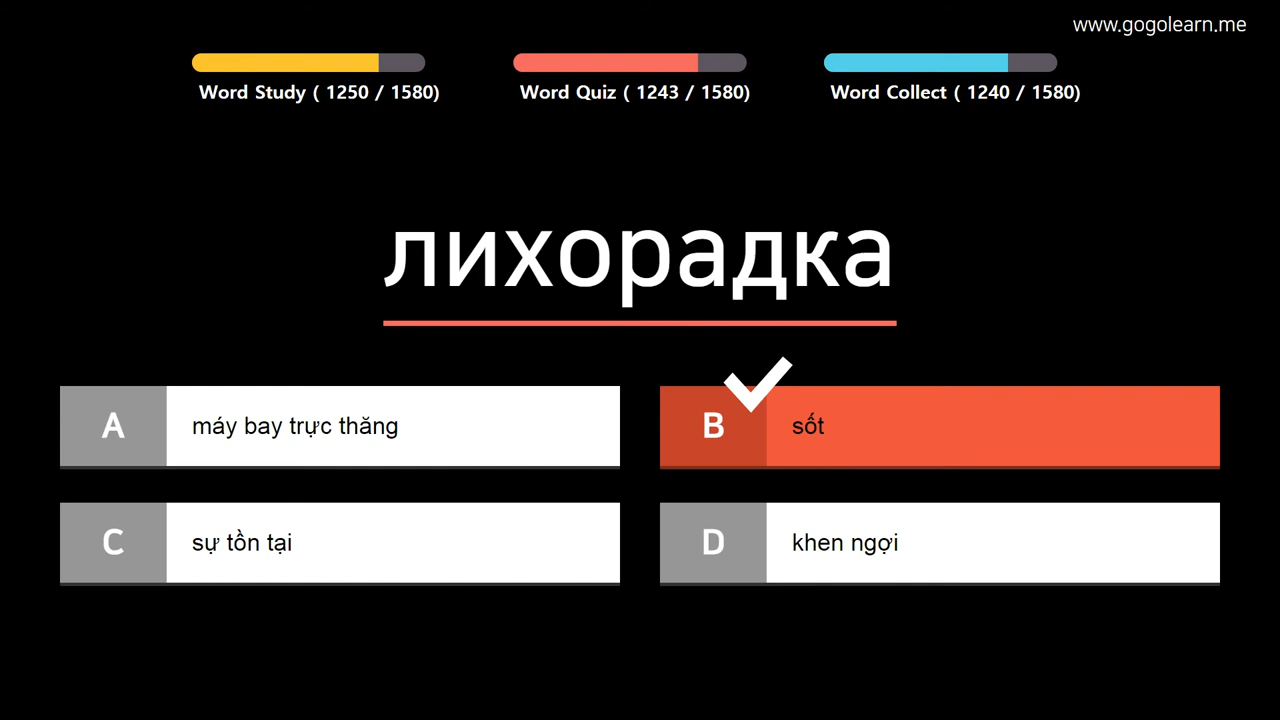 www.gogolearn.me
Word Study ( 1250 / 1580)
Word Quiz ( 1243 / 1580)
Word Collect ( 1240 / 1580)
лихорадка
A máy bay trực thăng
B sốt
C sự tồn tại
D khen ngợi